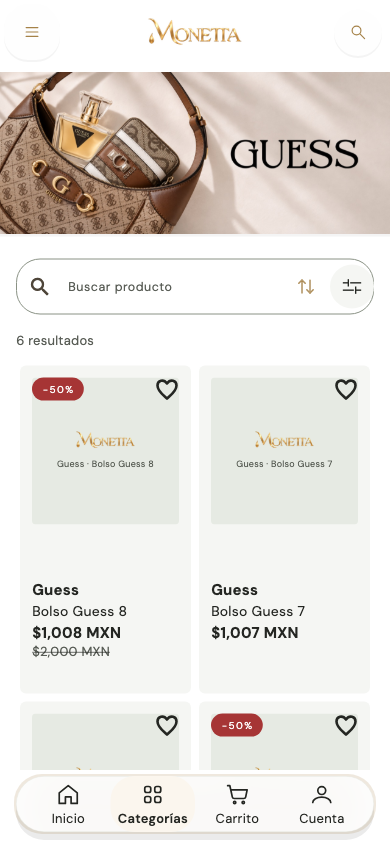 MONETTA
GUESS
Buscar producto
6 resultados
-50%
MONETTA
Guess · Bolso Guess 8
MONETTA
Guess · Bolso Guess 7
Guess
Bolso Guess 8
$1,008 MXN
$2,000 MXN
Guess
Bolso Guess 7
$1,007 MXN
-50%
MONETTA
MONETTA
Inicio
Categorías
Carrito
Cuenta